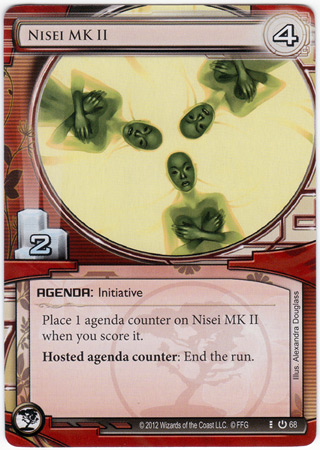 NISEI MK II
4
2
AGENDA: Initiative
Place 1 agenda counter on Nisei MK II
when you score it.
Hosted agenda counter: End the run.
Illus. Alexandra Douglass
© 2012 Wizards of the Coast LLC. © FFG
68